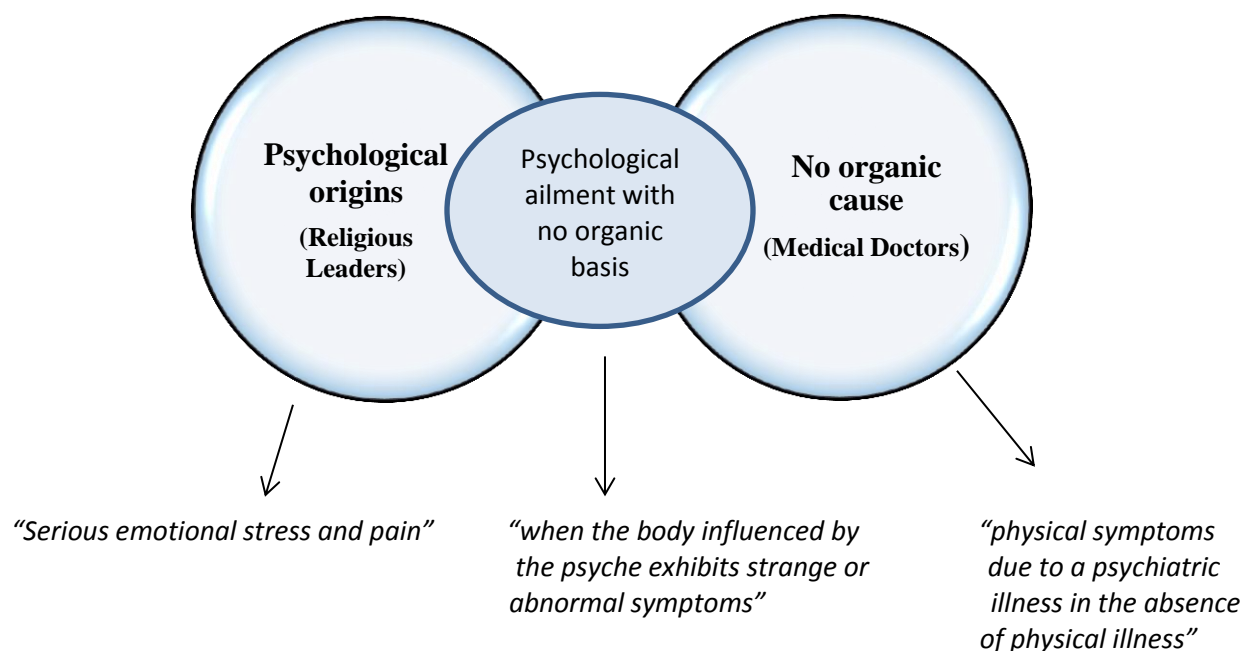 Psychological
origins
(Religious
Leaders)
Psychological
ailment with
no organic
basis
No organic
cause
(Medical Doctors)
“Serious emotional stress and pain”
“when the body influenced by
the psyche exhibits strange or
abnormal symptoms”
“physical symptoms
due to a psychiatric
illness in the absence
of physical illness”